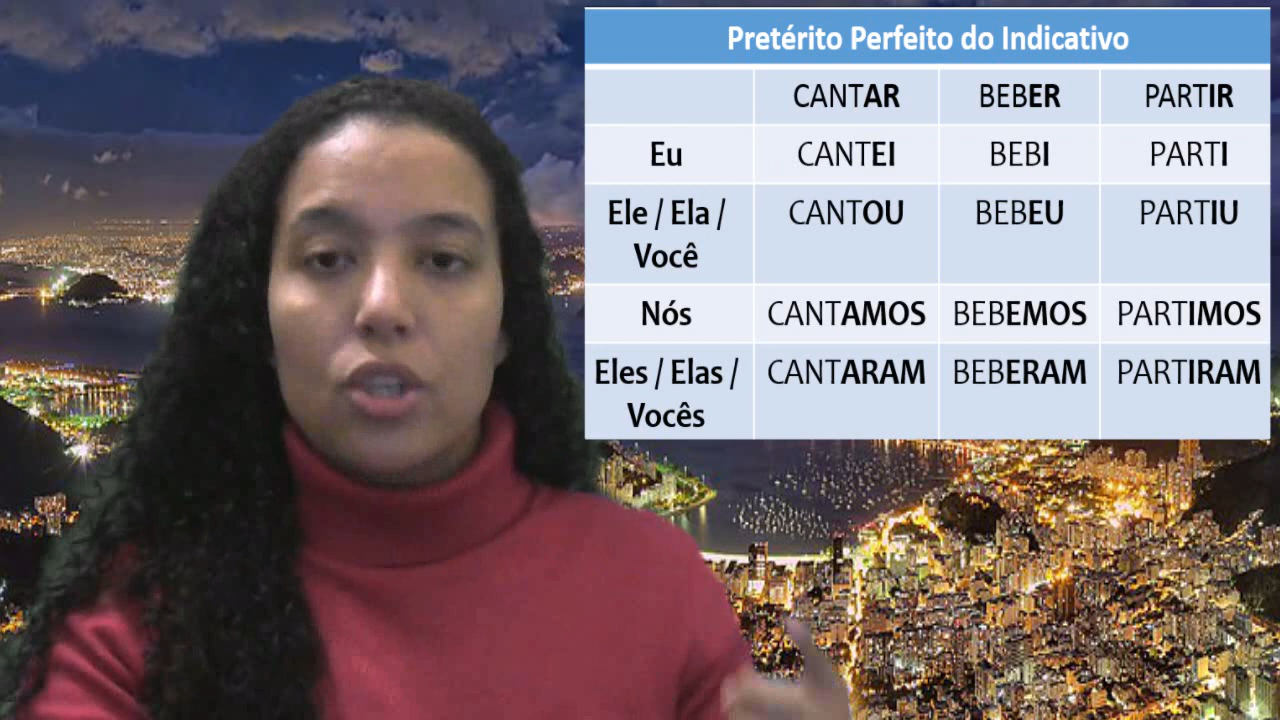 Pretérito Perfeito do Indicativo
CANTAR BEBER PARTIR
Eu CANTEI BEBI PARTI
Ele / Ela / CANTOU BEBEU PARTIU
Você
Nós CANTAMOS BEBEMOS PARTIMOS
Eles / Elas / CANTARAM BEBERAM PARTIRAM
Vocês